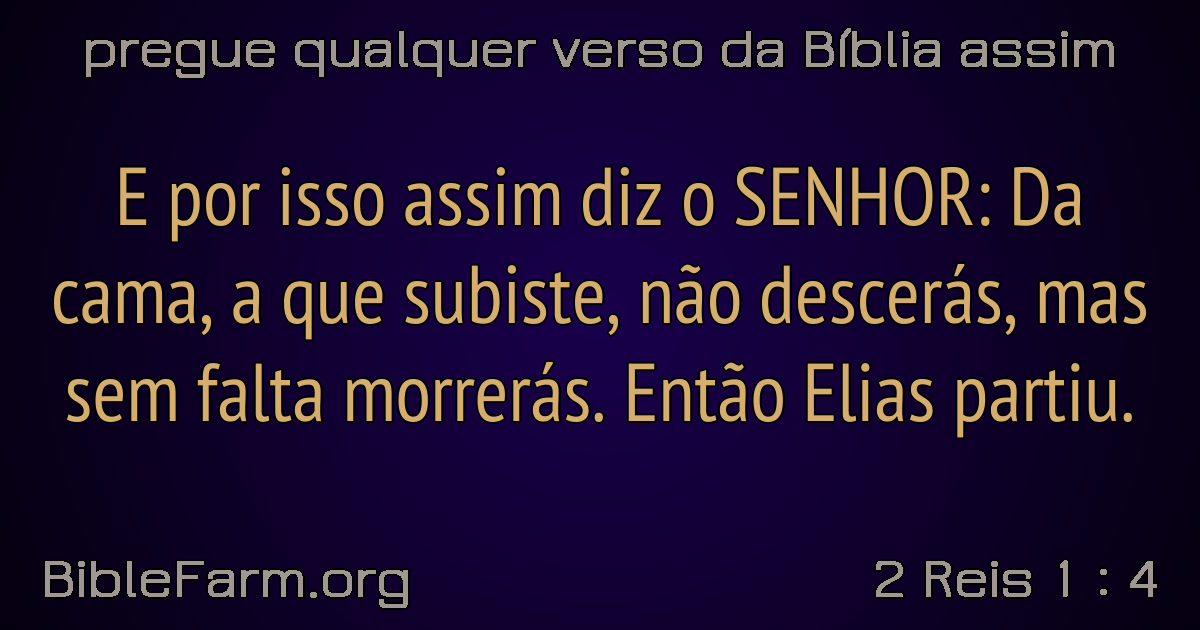 pregue qualquer verso da Bíblia assim
E por isso assim diz o SENHOR: Da
cama, a que subiste, não descerás, mas
sem falta morrerás. Então Elias partiu.
BibleFarm.org
2 Reis 1 : 4